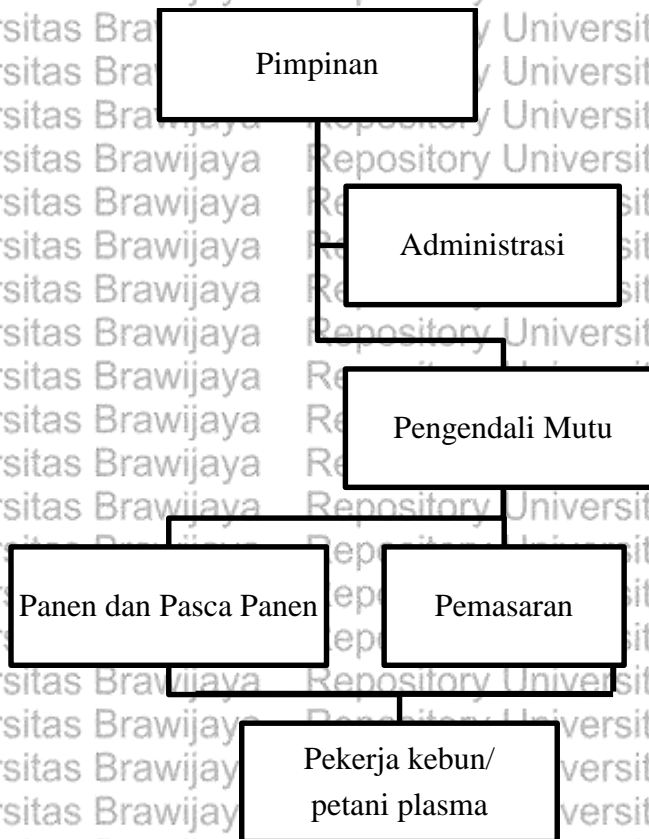 Pimpinan
Administrasi
Pengendali Mutu
Panen dan Pasca Panen
Pemasaran
Pekerja kebun/
petani plasma